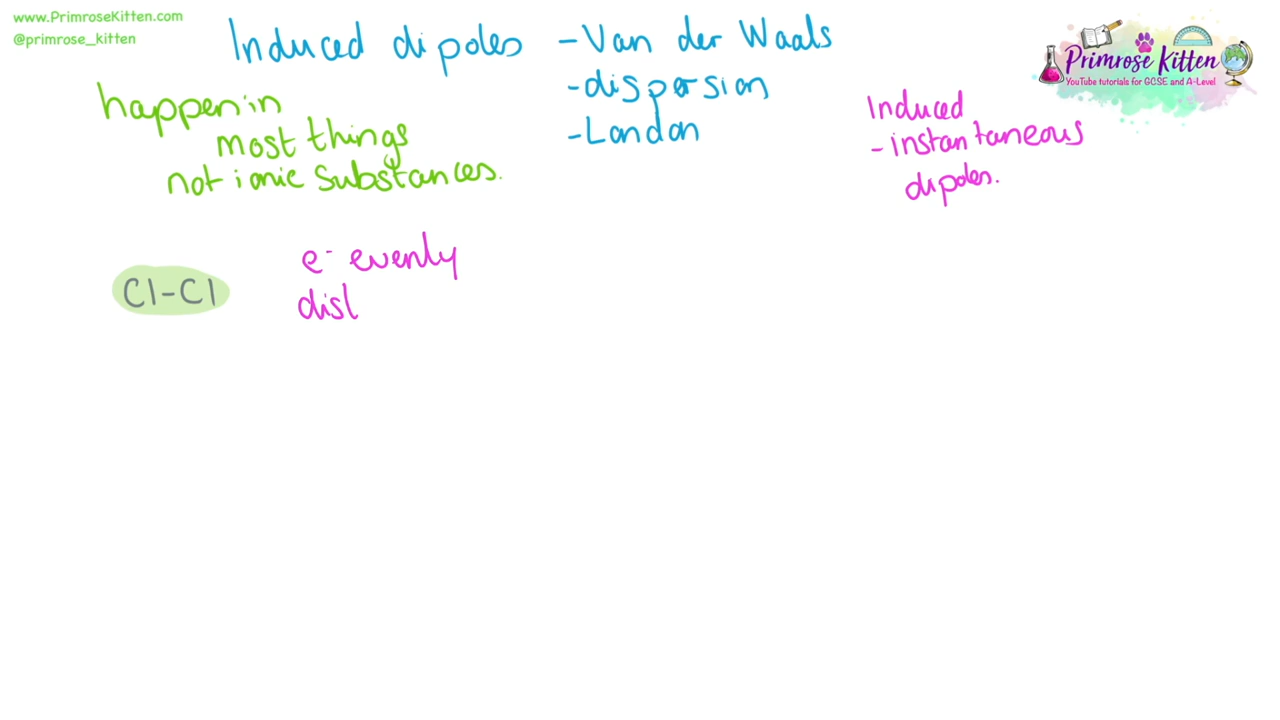 www.PrimroseKitten.com
@primrose_kitten
Induced dipoles - Van der Waals
- dispersion
- London
happen in
most things
not ionic substances.
Induced
- instantaneous
dipoles.
Primrose Kitten
YouTube tutorials for GCSE and A-Level
Cl-Cl
e⁻ evenly
dis